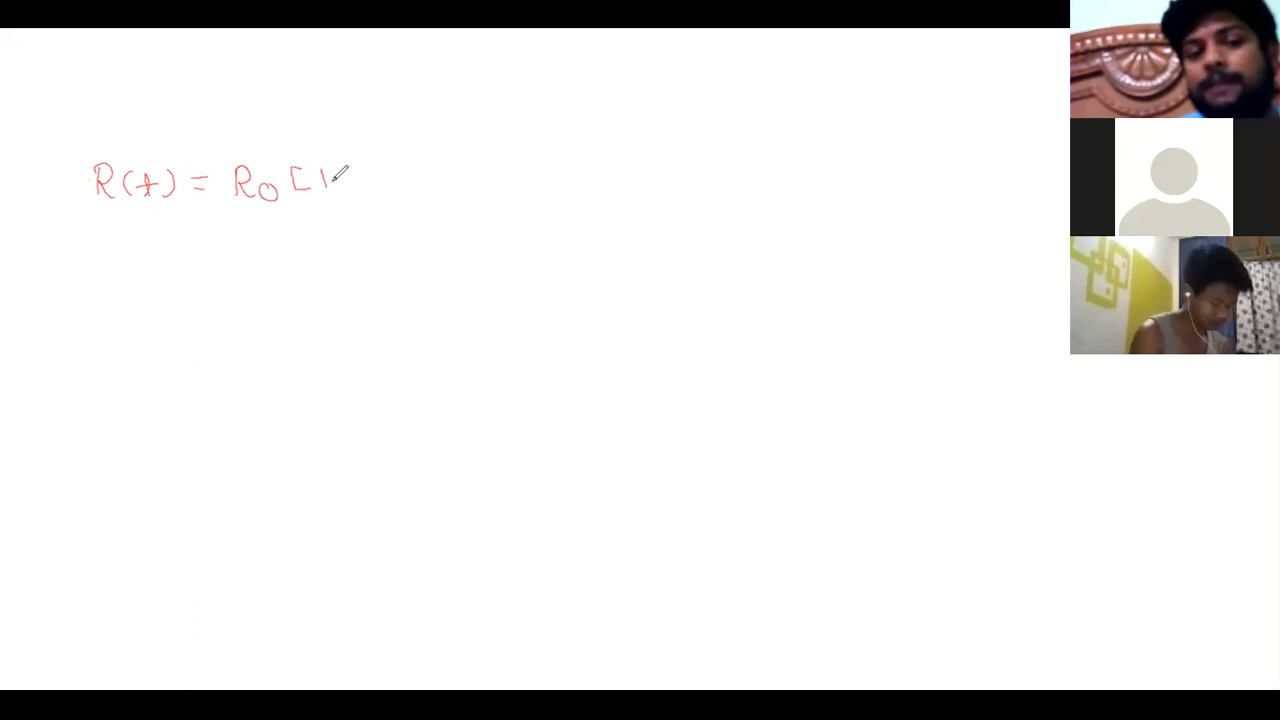 R(t) = R0 [1